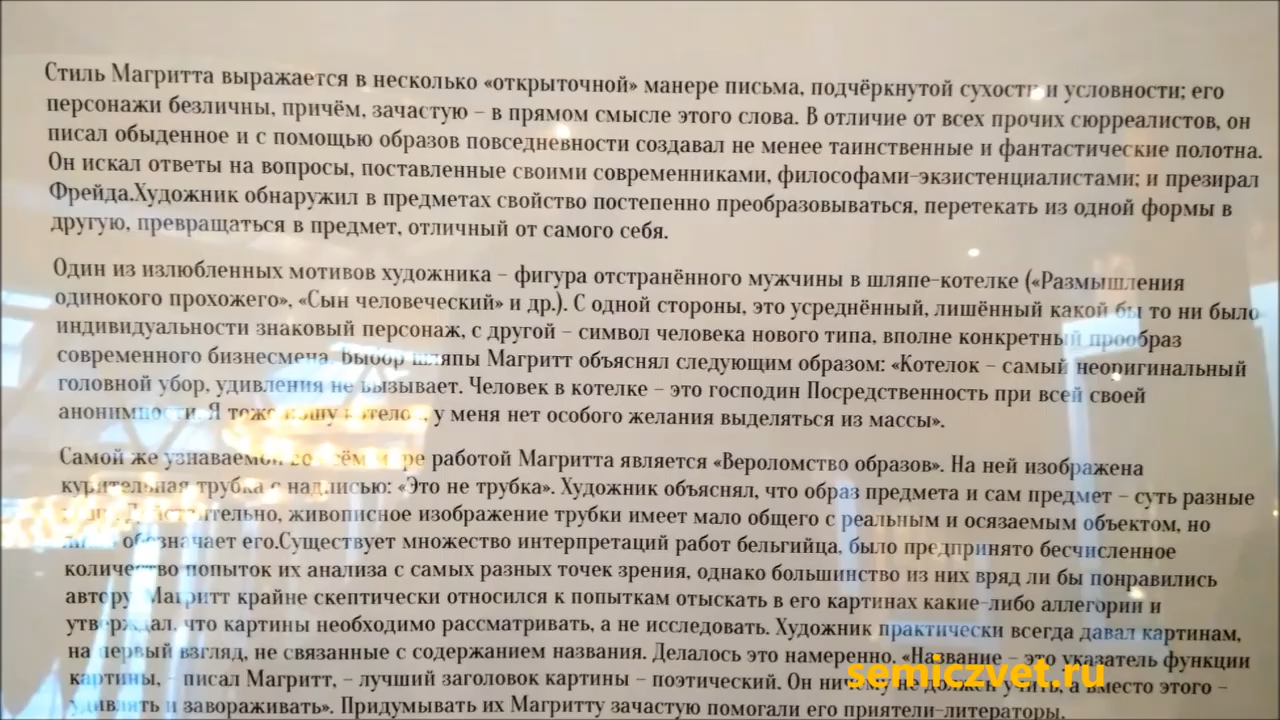 Стиль Магритта выражается в несколько «открыточной» манере письма, подчёркнутой сухости и условности; его
персонажи безличны, причём, зачастую – в прямом смысле этого слова. В отличие от всех прочих сюрреалистов, он
писал обыденное и с помощью образов повседневности создавал не менее таинственные и фантастические полотна.
Он искал ответы на вопросы, поставленные своими современниками, философами-экзистенциалистами; и презирал
Фрейда.Художник обнаружил в предметах свойство постепенно преобразовываться, перетекать из одной формы в
другую, превращаться в предмет, отличный от самого себя.
Один из излюбленных мотивов художника – фигура отстранённого мужчины в шляпе-котелке («Размышления
одинокого прохожего», «Сын человеческий» и др.). С одной стороны, это усреднённый, лишённый какой бы то ни было
индивидуальности знаковый персонаж, с другой – символ человека нового типа, вполне конкретный прообраз
современного бизнесмена. Выбор шляпы Магритт объяснял следующим образом: «Котелок – самый неоригинальный
головной убор, удивления не вызывает. Человек в котелке – это господин Посредственность при всей своей
анонимности. Я тоже ношу котелок, у меня нет особого желания выделяться из массы».
Самой же узнаваемой во всём мире работой Магритта является «Вероломство образов». На ней изображена
курительная трубка с надписью: «Это не трубка». Художник объяснял, что образ предмета и сам предмет – суть разные
Действительно, живописное изображение трубки имеет мало общего с реальным и осязаемым объектом, но
обозначает его.Существует множество интерпретаций работ бельгийца, было предпринято бесчисленное
количество попыток их анализа с самых разных точек зрения, однако большинство из них вряд ли бы понравились
автору. Магритт крайне скептически относился к попыткам отыскать в его картинах какие-либо аллегории и
утверждал, что картины необходимо рассматривать, а не исследовать. Художник практически всегда давал картинам,
на первый взгляд, не связанные с содержанием названия. Делалось это намеренно. «Название – это указатель функции
картины, – писал Магритт, – лучший заголовок картины – поэтический. Он ничему не должен учить, а вместо этого –
удивлять и завораживать». Придумывать их Магритту зачастую помогали его приятели-литераторы.
semiczvet.ru